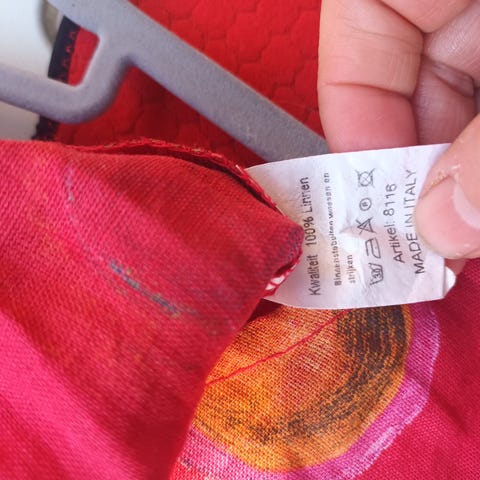 Kwaliteit 100% Linnen
Binnenstebuiten wassen en
strijken
Artikel: 8116
MADE IN ITALY